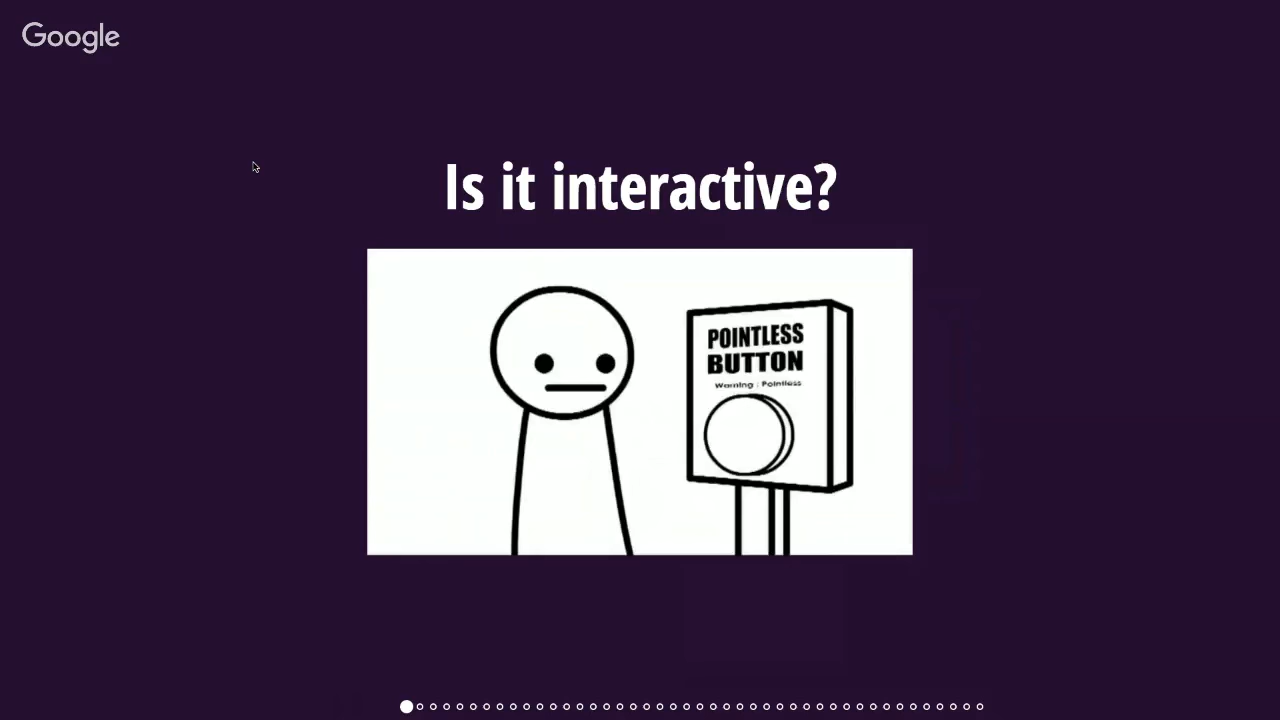 Google
Is it interactive?
POINTLESS
BUTTON
Warning : Pointless